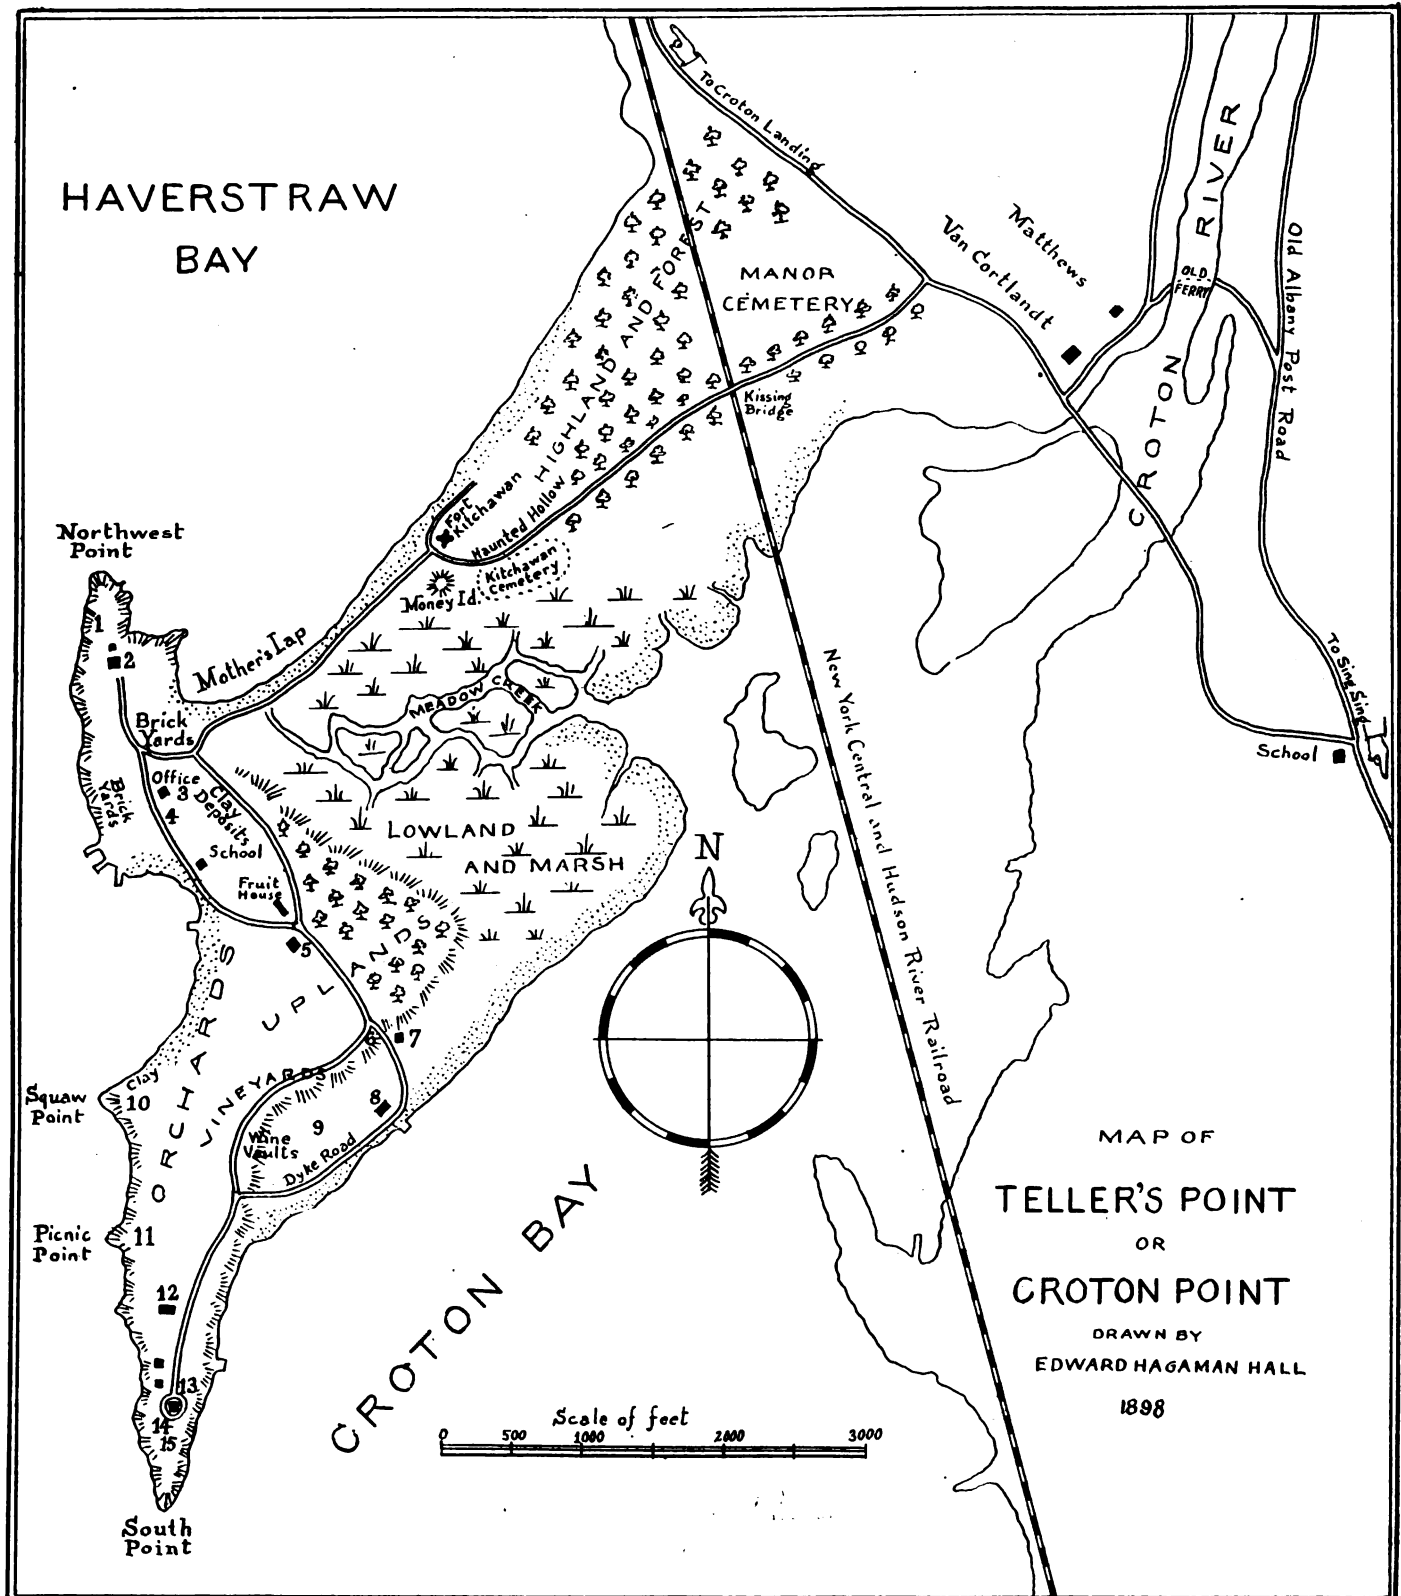 To Croton Landing
HAVERSTRAW
BAY
RIVER
Matthews
Van Cortlandt
OLD
FERRY
Old Albany Post Road
MANOR
CEMETERY
HIGHLAND AND FOREST
CROTON
Kissing
Bridge
Fort
Kitchawan
Haunted Hollow
Kitchawan
Cemetery
Money Id.
Northwest
Point
1
2
Mother's Lap
MEADOW CREEK
Brick
Yards
Brick
Yards
Office
3
4
Clay
Deposits
School
Fruit
House
5
LOWLAND
AND MARSH
UPLANDS
New York Central and Hudson River Railroad
To Sing Sing
School
N
6
7
8
9
ORCHARDS
VINEYARDS
Clay
Squaw
Point
10
Wine
Vaults
Dyke Road
Picnic
Point
11
12
13
14
15
South
Point
CROTON BAY
MAP OF
TELLER'S POINT
OR
CROTON POINT
DRAWN BY
EDWARD HAGAMAN HALL
1898
Scale of feet
0 500 1000 2000 3000